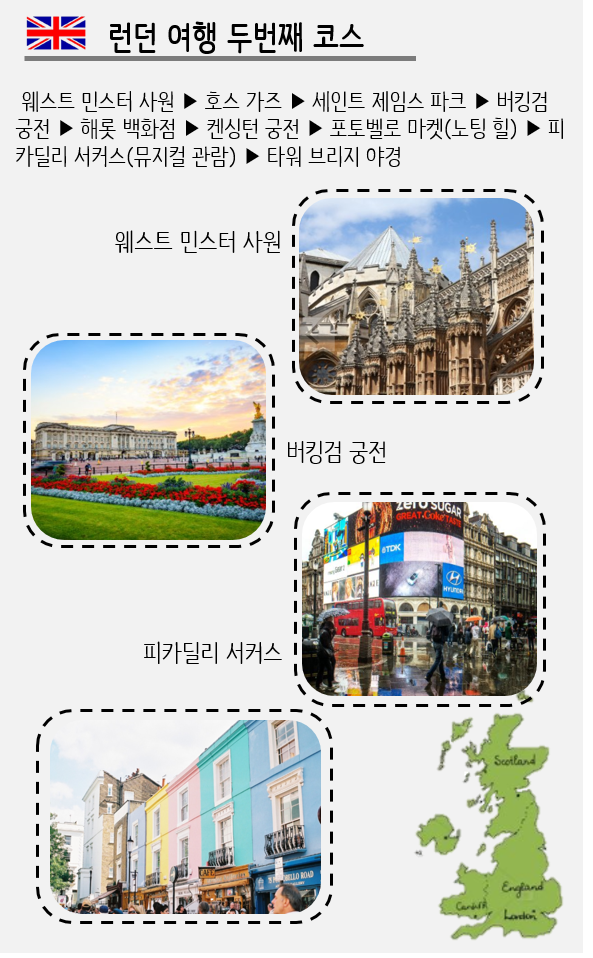 런던 여행 두번째 코스
웨스트 민스터 사원 ▶ 호스 가즈 ▶ 세인트 제임스 파크 ▶ 버킹검
궁전 ▶ 해롯 백화점 ▶ 켄싱턴 궁전 ▶ 포토벨로 마켓(노팅 힐) ▶ 피
카딜리 서커스(뮤지컬 관람) ▶ 타워 브리지 야경
웨스트 민스터 사원
버킹검 궁전
zero SUGAR
GREAT Coke TASTE
TDK
HYUNDAI
피카딜리 서커스
Scotland
England
Cardiff
London
BELLO ROAD